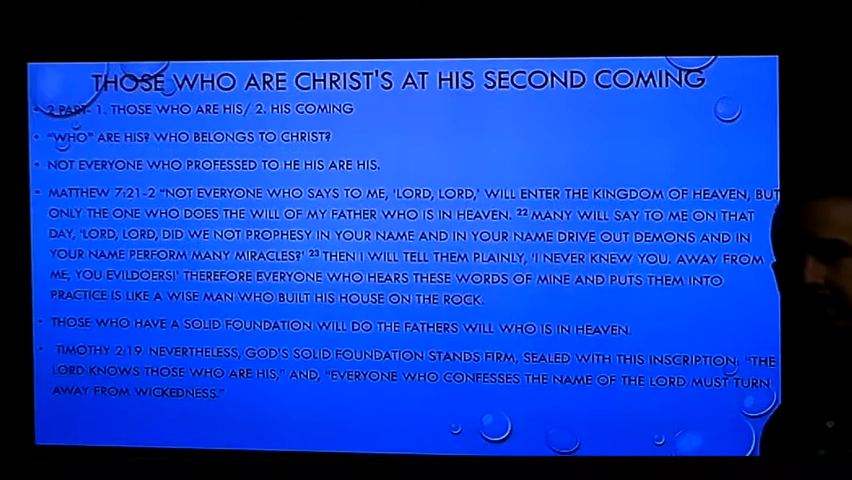 THOSE WHO ARE CHRIST'S AT HIS SECOND COMING
• 2 PART- 1. THOSE WHO ARE HIS/ 2. HIS COMING
• "WHO" ARE HIS? WHO BELONGS TO CHRIST?
• NOT EVERYONE WHO PROFESSED TO HE HIS ARE HIS.
• MATTHEW 7:21-2 "NOT EVERYONE WHO SAYS TO ME, 'LORD, LORD,' WILL ENTER THE KINGDOM OF HEAVEN, BUT
ONLY THE ONE WHO DOES THE WILL OF MY FATHER WHO IS IN HEAVEN. 22 MANY WILL SAY TO ME ON THAT
DAY, 'LORD, LORD, DID WE NOT PROPHESY IN YOUR NAME AND IN YOUR NAME DRIVE OUT DEMONS AND IN
YOUR NAME PERFORM MANY MIRACLES?' 23 THEN I WILL TELL THEM PLAINLY, 'I NEVER KNEW YOU. AWAY FROM
ME, YOU EVILDOERS!' THEREFORE EVERYONE WHO HEARS THESE WORDS OF MINE AND PUTS THEM INTO
PRACTICE IS LIKE A WISE MAN WHO BUILT HIS HOUSE ON THE ROCK.
• THOSE WHO HAVE A SOLID FOUNDATION WILL DO THE FATHERS WILL WHO IS IN HEAVEN.
• TIMOTHY 2:19 NEVERTHELESS, GOD'S SOLID FOUNDATION STANDS FIRM, SEALED WITH THIS INSCRIPTION: "THE
LORD KNOWS THOSE WHO ARE HIS," AND, "EVERYONE WHO CONFESSES THE NAME OF THE LORD MUST TURN
AWAY FROM WICKEDNESS."